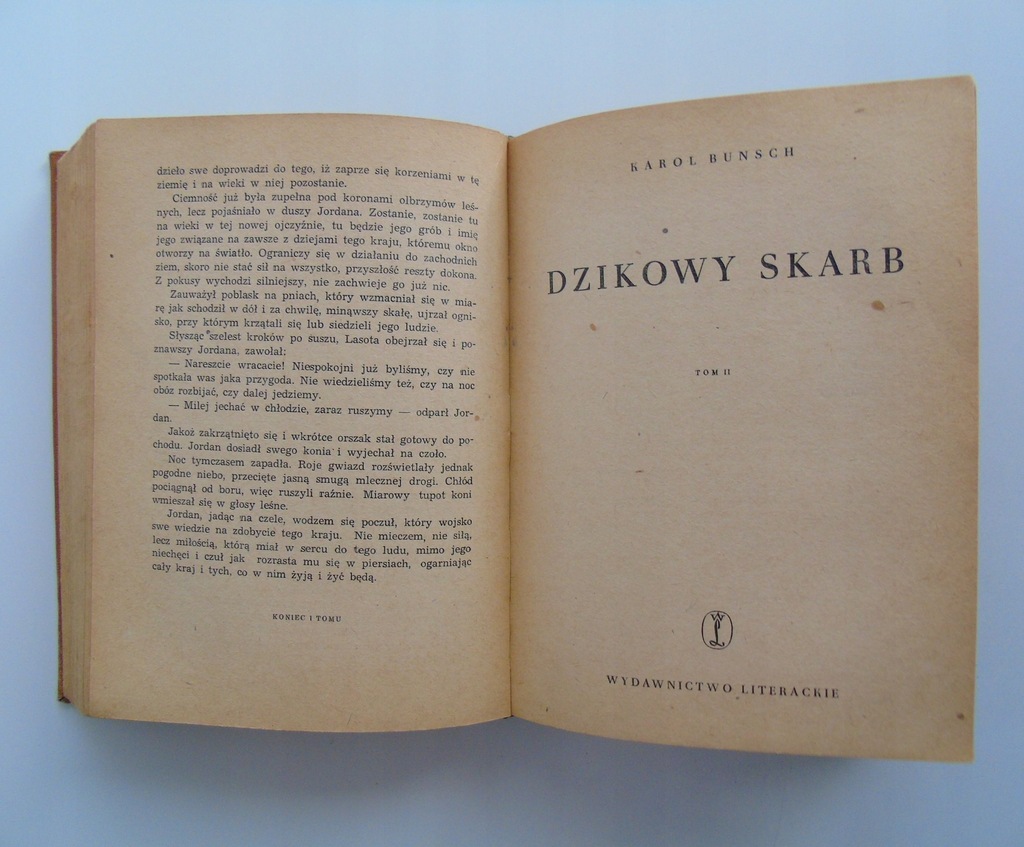 dzieło swe doprowadzi do tego, iż zaprze się korzeniami w tę
ziemię i na wieki w niej pozostanie.
Ciemność już była zupełna pod koronami olbrzymów leś-
nych, lecz pojaśniało w duszy Jordana. Zostanie, zostanie tu
na wieki w tej nowej ojczyźnie, tu będzie jego grób i imię
jego związane na zawsze z dziejami tego kraju, któremu okno
otworzy na światło. Ograniczy się w działaniu do zachodnich
ziem, skoro nie stać sił na wszystko, przyszłość reszty dokona.
Z pokusy wychodzi silniejszy, nie zachwieje go już nic.
Zauważył poblask na pniach, który wzmacniał się w mia-
rę jak schodził w dół i za chwilę, minąwszy skałę, ujrzał ogni-
sko, przy którym krzątali się lub siedzieli jego ludzie.
Słysząc szelest kroków po suszu, Lasota obejrzał się i po-
znawszy Jordana, zawołał:
— Nareszcie wracacie! Niespokojni już byliśmy, czy nie
spotkała was jaka przygoda. Nie wiedzieliśmy też, czy na noc
obóz rozbijać, czy dalej jedziemy.
— Milej jechać w chłodzie, zaraz ruszymy — odparł Jor-
dan.
Jakoż zakrzątnięto się i wkrótce orszak stał gotowy do po-
chodu. Jordan dosiadł swego konia i wyjechał na czoło.
Noc tymczasem zapadła. Roje gwiazd rozświetlały jednak
pogodne niebo, przecięte jasną smugą mlecznej drogi. Chłód
pociągnął od boru, więc ruszyli raźnie. Miarowy tupot koni
wmieszał się w głosy leśne.
Jordan, jadąc na czele, wodzem się poczuł, który wojsko
swe wiedzie na zdobycie tego kraju. Nie mieczem, nie siłą,
lecz miłością, którą miał w sercu do tego ludu, mimo jego
niechęci i czuł jak rozrasta mu się w piersiach, ogarniając
cały kraj i tych, co w nim żyją i żyć będą.
KONIEC I TOMU
KAROL BUNSCH
DZIKOWY SKARB
TOM II
WL
WYDAWNICTWO LITERACKIE